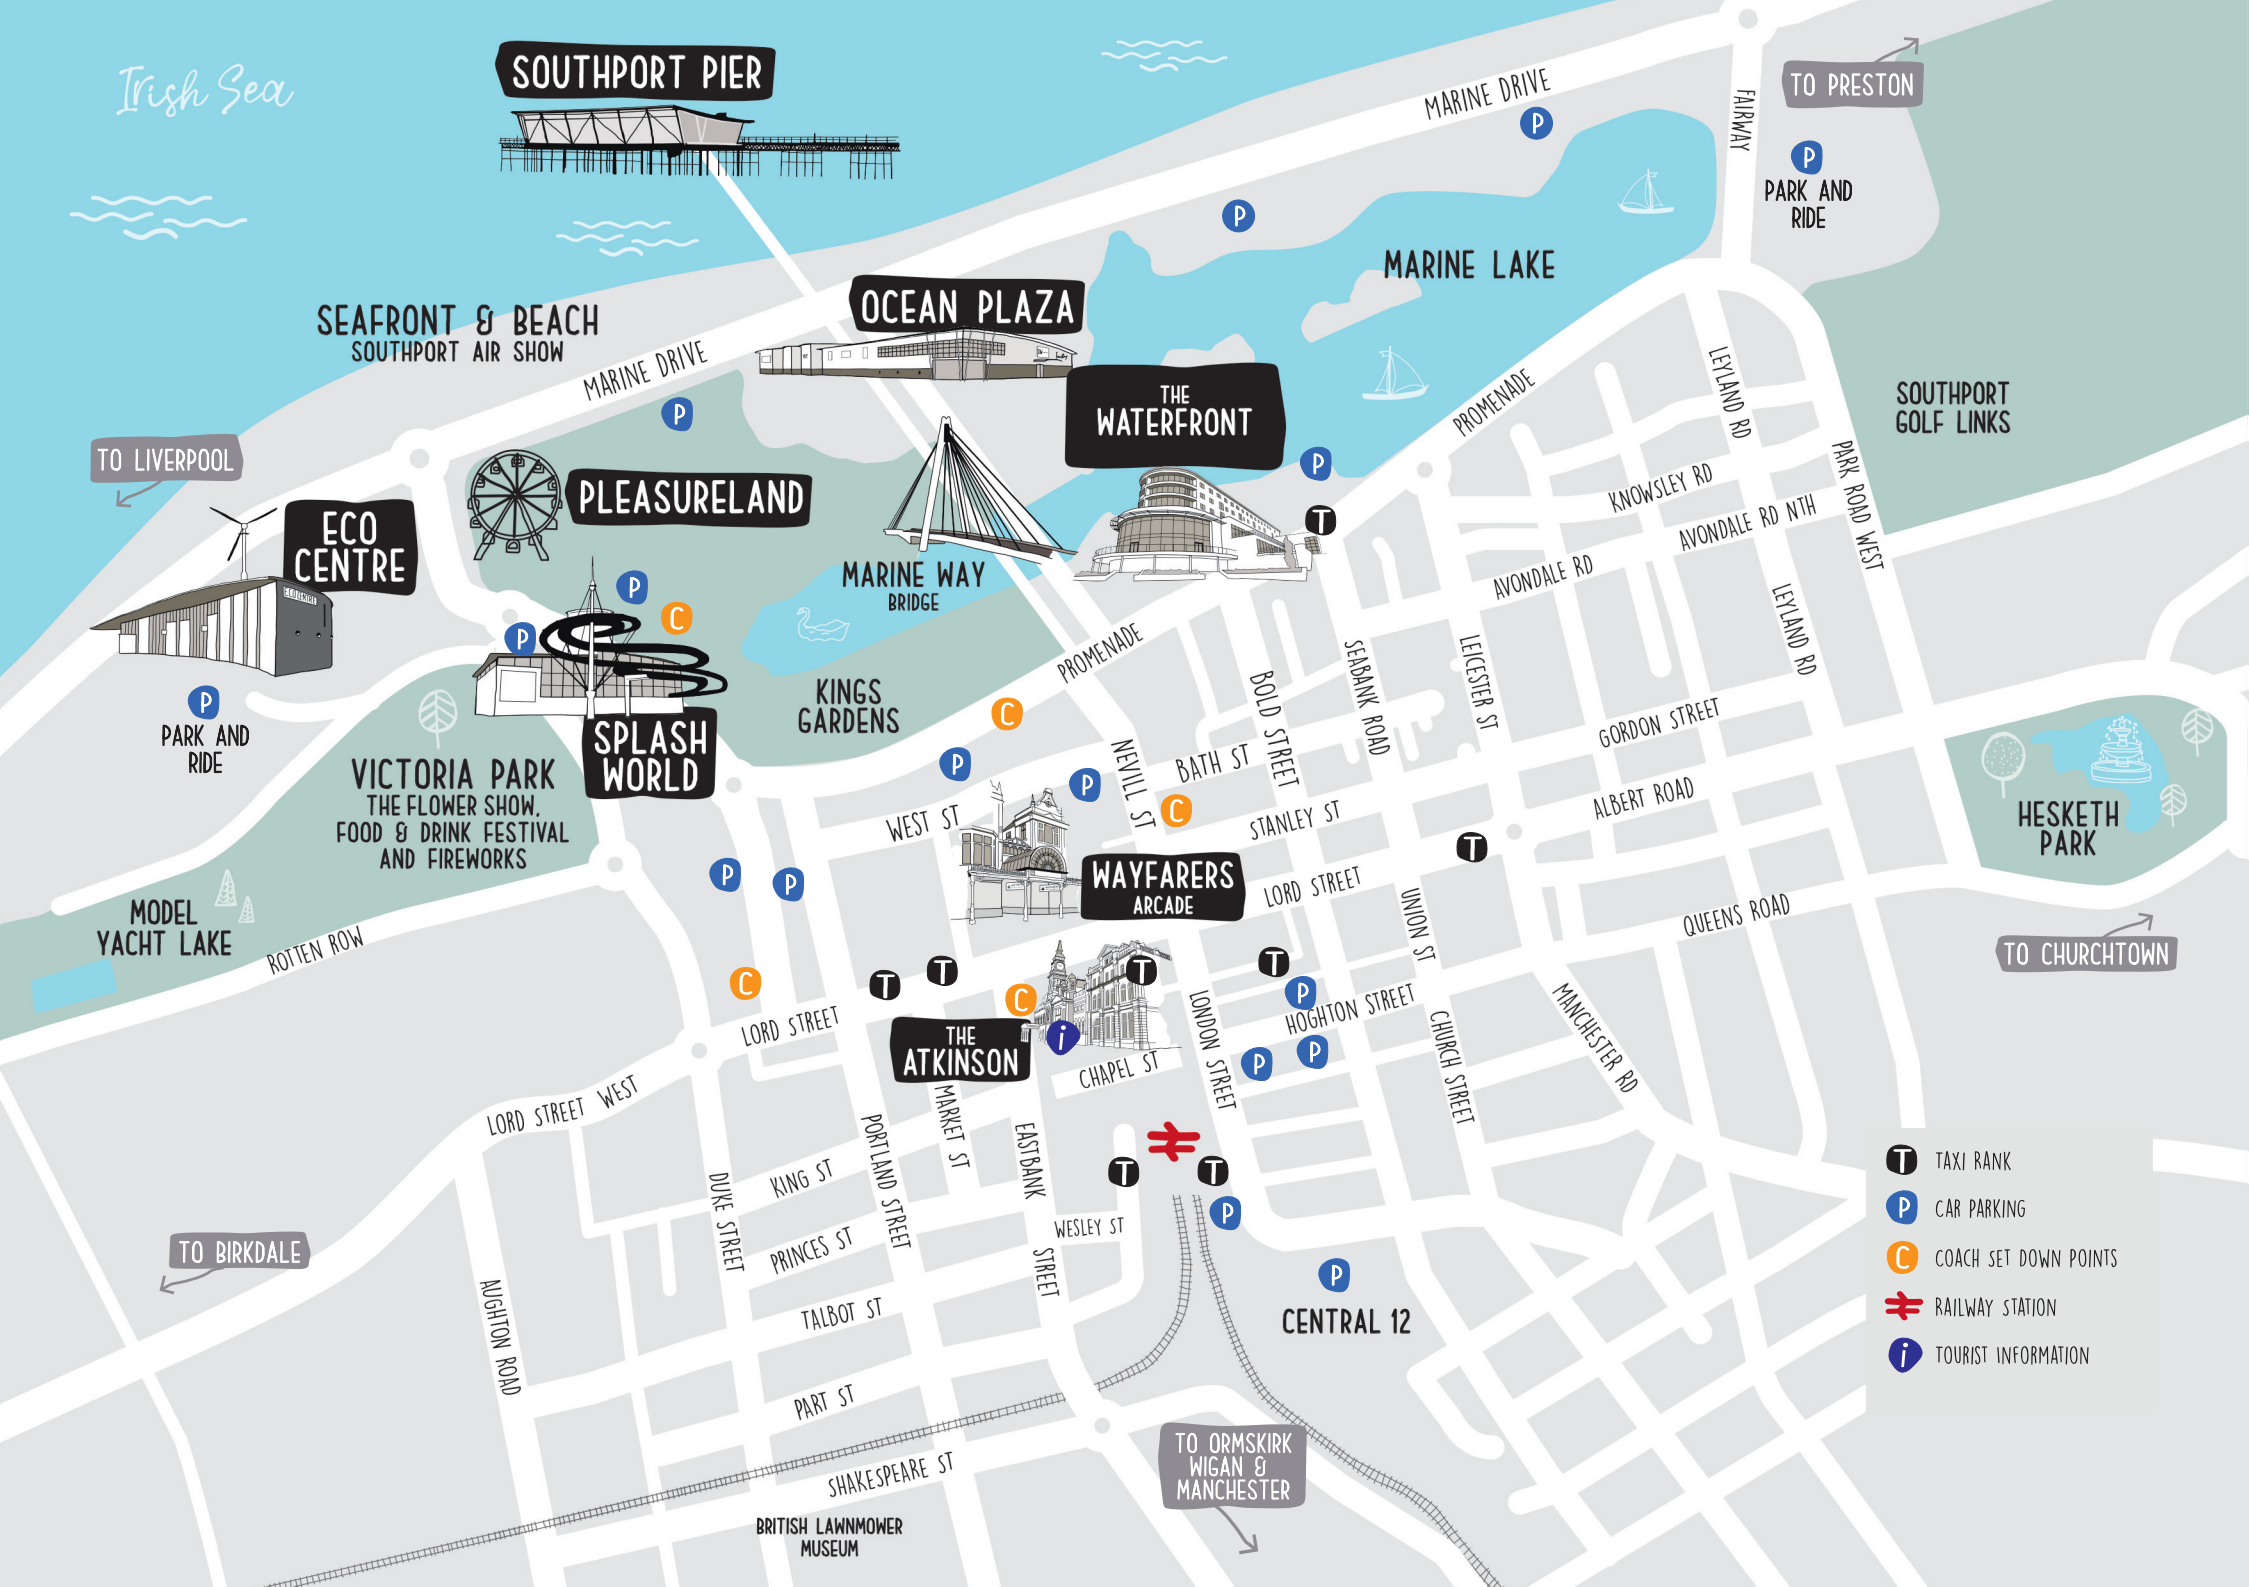 Irish Sea
SOUTHPORT PIER
MARINE DRIVE
P
FAIRWAY
TO PRESTON
P
PARK AND
RIDE
P
MARINE LAKE
OCEAN PLAZA
SEAFRONT & BEACH
SOUTHPORT AIR SHOW
MARINE DRIVE
P
THE
WATERFRONT
P
T
PROMENADE
LEYLAND RD
SOUTHPORT
GOLF LINKS
TO LIVERPOOL
ECO
CENTRE
ECO CENTRE
PLEASURELAND
KNOWSLEY RD
PARK ROAD WEST
AVONDALE RD NTH
AVONDALE RD
LEYLAND RD
MARINE WAY
BRIDGE
P
C
P
P
PARK AND
RIDE
SPLASH
WORLD
KINGS
GARDENS
PROMENADE
C
P
P
NEVILL ST
BATH ST
BOLD STREET
SEABANK ROAD
LEICESTER ST
GORDON STREET
ALBERT ROAD
HESKETH
PARK
VICTORIA PARK
THE FLOWER SHOW,
FOOD & DRINK FESTIVAL
AND FIREWORKS
WEST ST
C
STANLEY ST
T
WAYFARERS
ARCADE
LORD STREET
P
P
MODEL
YACHT LAKE
ROTTEN ROW
UNION ST
QUEENS ROAD
TO CHURCHTOWN
C
T
T
T
T
P
C
LORD STREET
THE
ATKINSON
i
CHAPEL ST
LONDON STREET
HOGHTON STREET
P
P
CHURCH STREET
MANCHESTER RD
LORD STREET WEST
MARKET ST
PORTLAND STREET
EASTBANK
STREET
DUKE STREET
KING ST
T
T
P
WESLEY ST
PRINCES ST
TO BIRKDALE
AUGHTON ROAD
TALBOT ST
P
CENTRAL 12
PART ST
SHAKESPEARE ST
TO ORMSKIRK
WIGAN &
MANCHESTER
BRITISH LAWNMOWER
MUSEUM
T TAXI RANK
P CAR PARKING
C COACH SET DOWN POINTS
RAILWAY STATION
i TOURIST INFORMATION